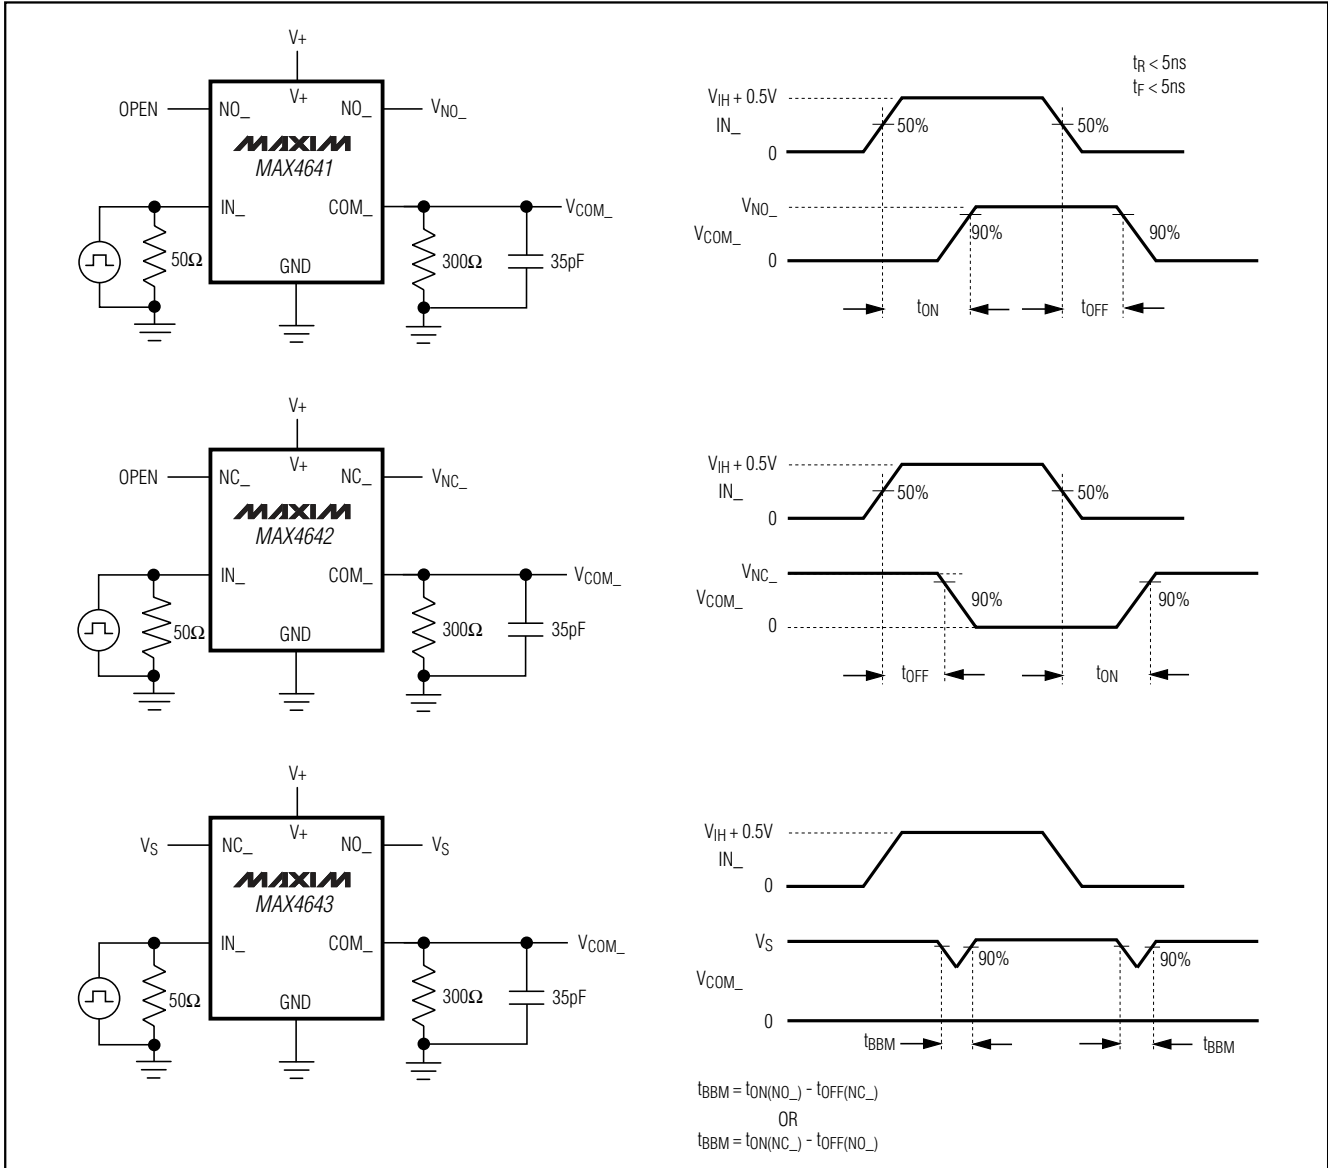 V+
OPEN
NO_
V+
NO_
V_NO_
MAXIM
MAX4641
IN_
COM_
V_COM_
50Ω
GND
300Ω
35pF
t_R < 5ns
t_F < 5ns
V_IH + 0.5V
IN_
0
50%
50%
V_NO_
V_COM_
0
90%
90%
t_ON
t_OFF
V+
OPEN
NC_
V+
NC_
V_NC_
MAXIM
MAX4642
IN_
COM_
V_COM_
50Ω
GND
300Ω
35pF
V_IH + 0.5V
IN_
0
50%
50%
V_NC_
V_COM_
0
90%
90%
t_OFF
t_ON
V+
V_S
NC_
V+
NO_
V_S
MAXIM
MAX4643
IN_
COM_
V_COM_
50Ω
GND
300Ω
35pF
V_IH + 0.5V
IN_
0
V_S
V_COM_
0
90%
90%
t_BBM
t_BBM
t_BBM = t_ON(NO_) - t_OFF(NC_)
OR
t_BBM = t_ON(NC_) - t_OFF(NO_)